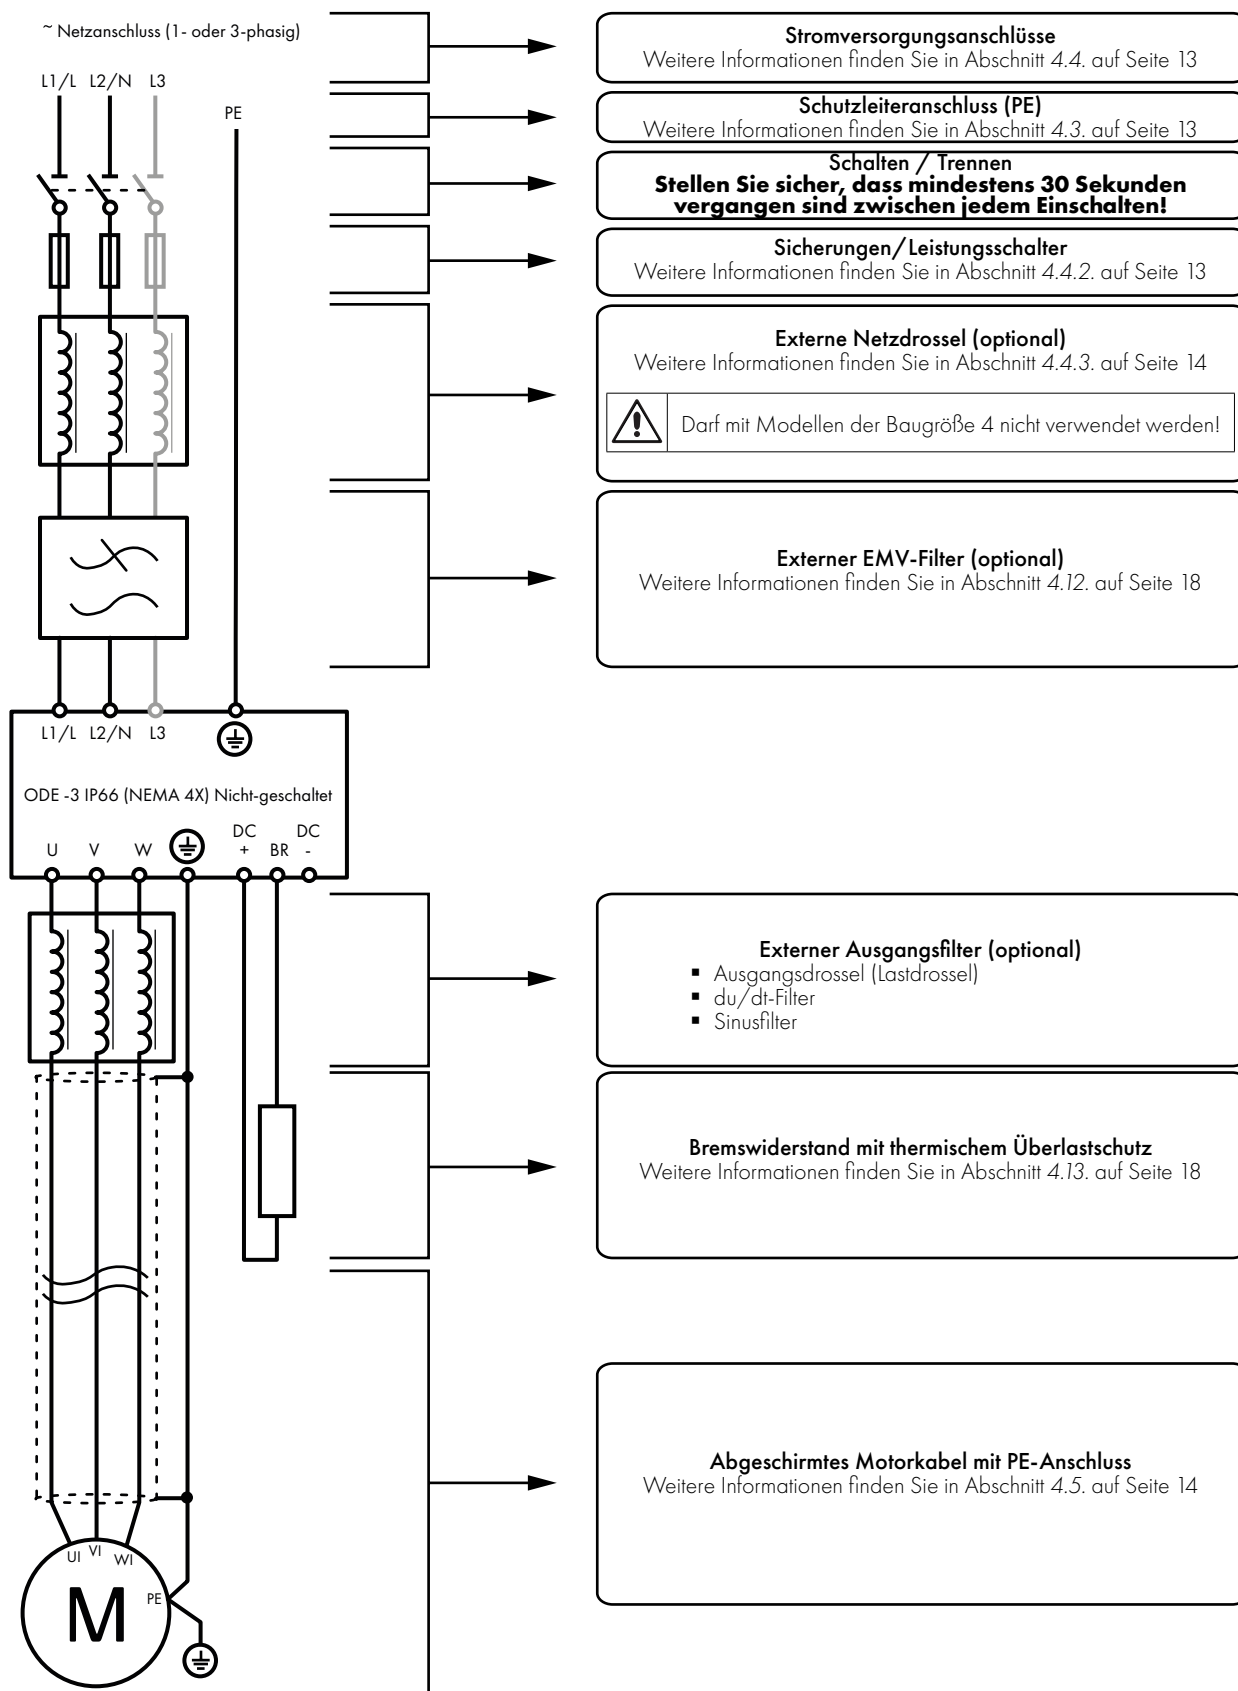 ~ Netzanschluss (1- oder 3-phasig)
L1/L L2/N L3
PE
Stromversorgungsanschlüsse
Weitere Informationen finden Sie in Abschnitt 4.4. auf Seite 13
Schutzleiteranschluss (PE)
Weitere Informationen finden Sie in Abschnitt 4.3. auf Seite 13
Schalten / Trennen
Stellen Sie sicher, dass mindestens 30 Sekunden
vergangen sind zwischen jedem Einschalten!
Sicherungen/Leistungsschalter
Weitere Informationen finden Sie in Abschnitt 4.4.2. auf Seite 13
Externe Netzdrossel (optional)
Weitere Informationen finden Sie in Abschnitt 4.4.3. auf Seite 14
Darf mit Modellen der Baugröße 4 nicht verwendet werden!
Externer EMV-Filter (optional)
Weitere Informationen finden Sie in Abschnitt 4.12. auf Seite 18
L1/L L2/N L3
ODE -3 IP66 (NEMA 4X) Nicht-geschaltet
U V W DC + BR DC -
Externer Ausgangsfilter (optional)
▪ Ausgangsdrossel (Lastdrossel)
▪ du/dt-Filter
▪ Sinusfilter
Bremswiderstand mit thermischem Überlastschutz
Weitere Informationen finden Sie in Abschnitt 4.13. auf Seite 18
Abgeschirmtes Motorkabel mit PE-Anschluss
Weitere Informationen finden Sie in Abschnitt 4.5. auf Seite 14
UI VI WI
PE
M